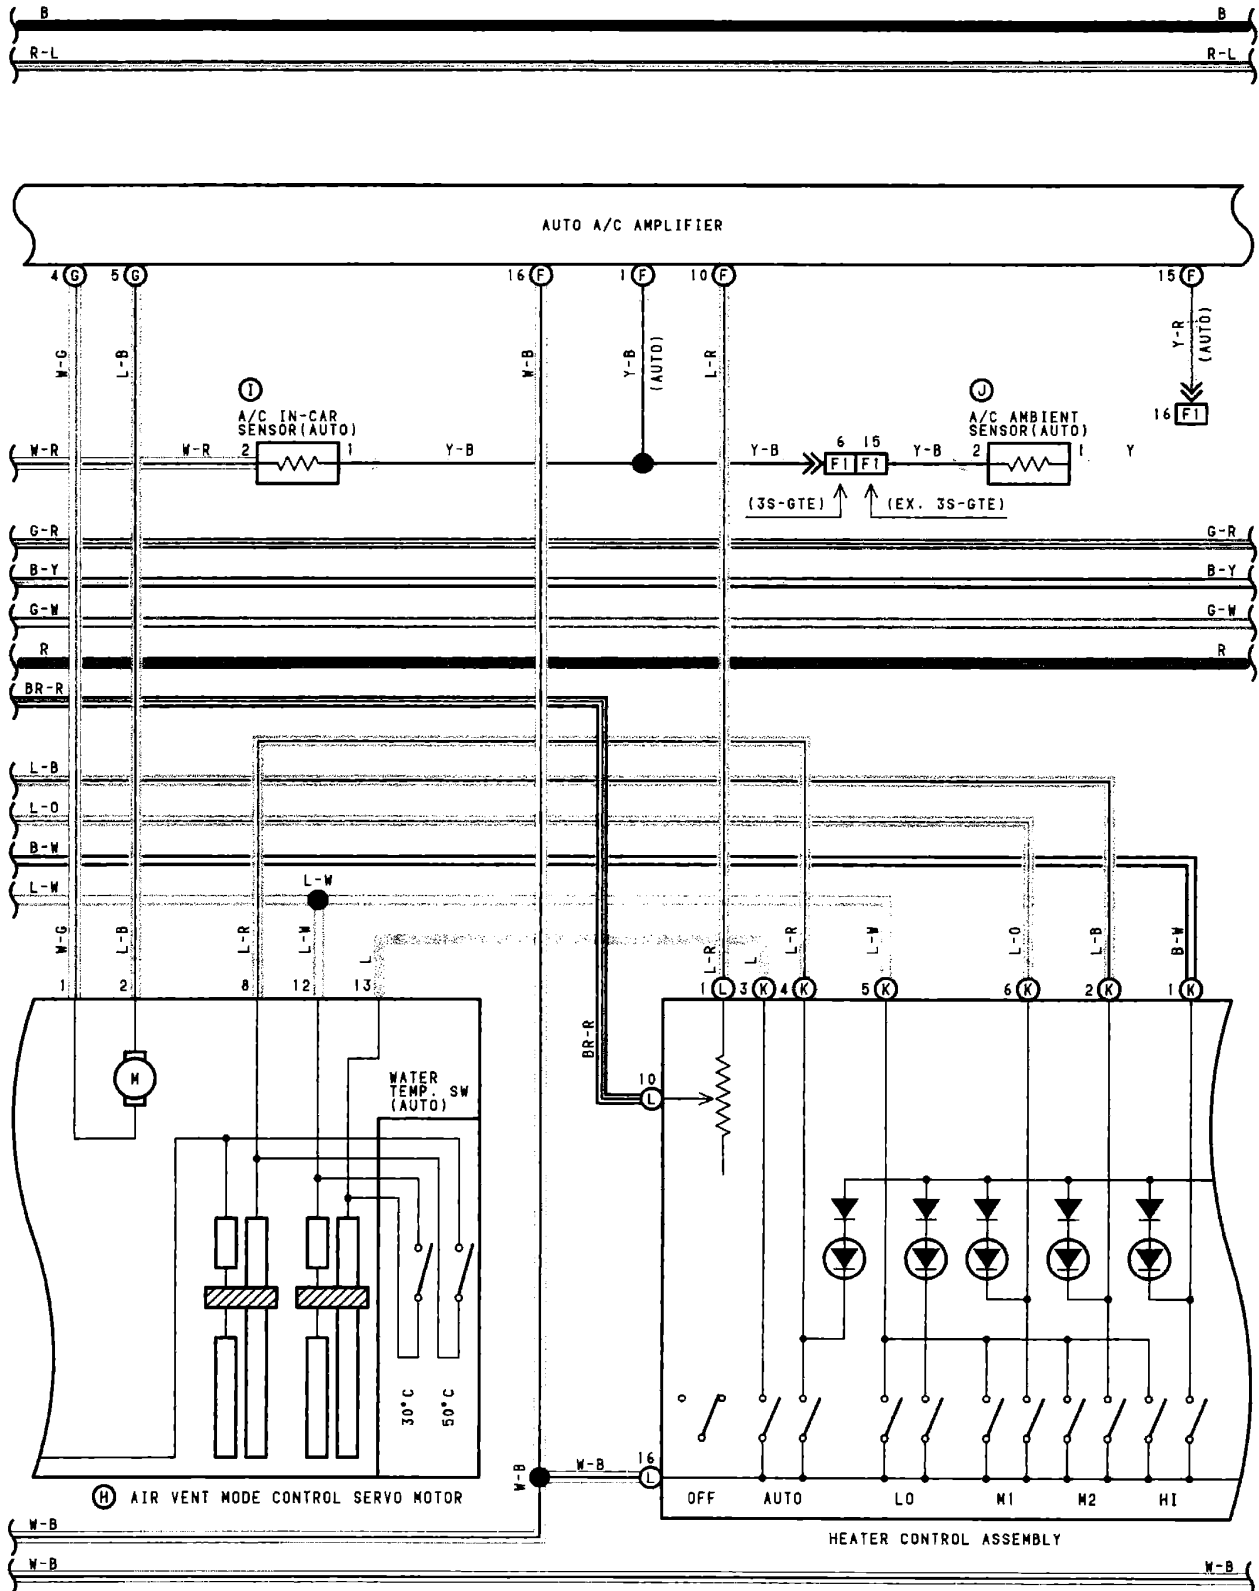 B B
R-L R-L
AUTO A/C AMPLIFIER
4 G 5 G 16 F 1 F 10 F 15 F
W-G L-B W-B Y-B (AUTO) L-R Y-R (AUTO)
I J
A/C IN-CAR A/C AMBIENT 16 F1
SENSOR(AUTO) SENSOR(AUTO)
W-R W-R 2 1 Y-B Y-B 6 15 Y-B 2 1 Y
F1 F1
(3S-GTE) (EX. 3S-GTE)
G-R G-R
B-Y B-Y
G-W G-W
R R
BR-R
L-B
L-O
B-W
L-W L-W
W-G L-B L-R L-W L L-R L L-R L-W L-O L-B B-W
1 2 8 12 13 1 L 3 K 4 K 5 K 6 K 2 K 1 K
BR-R
M
WATER
TEMP. SW
(AUTO)
10 L
30°C 50°C
W-B W-B 16 L
OFF AUTO LO M1 M2 HI
H AIR VENT MODE CONTROL SERVO MOTOR
HEATER CONTROL ASSEMBLY
W-B
W-B W-B